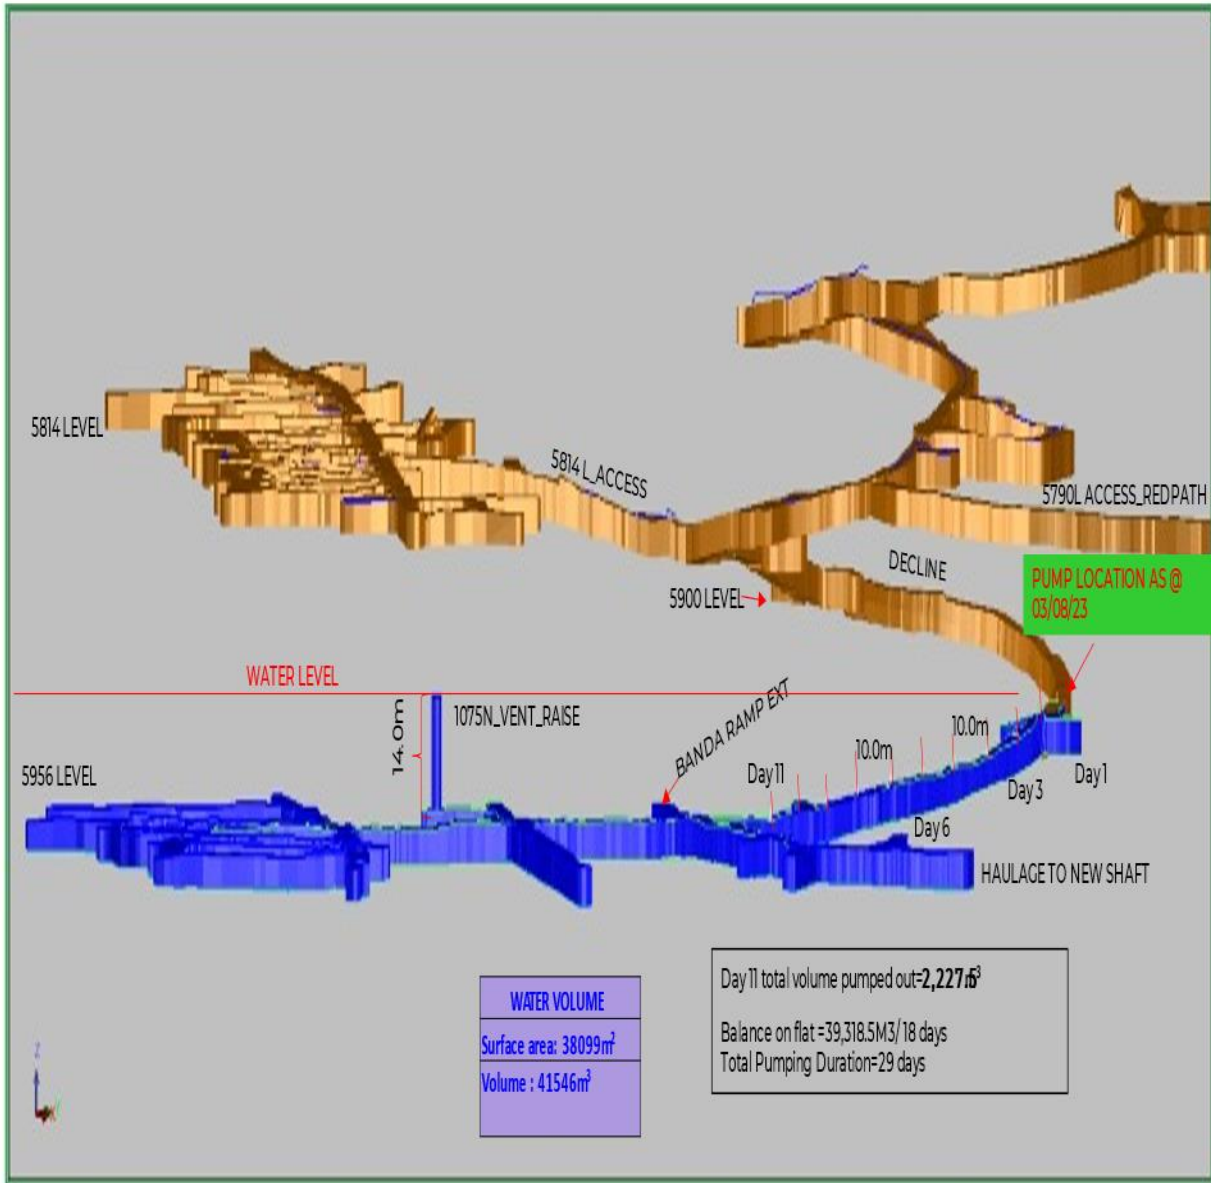 5814 LEVEL
5814 L_ACCESS
5790L ACCESS_REDPATH
DECLINE
PUMP LOCATION AS @
03/08/23
5900 LEVEL
WATER LEVEL
1075N_VENT_RAISE
14.0m
BANDA RAMP EXT
5956 LEVEL
10.0m
10.0m
Day 11
Day 1
Day 3
Day 6
HAULAGE TO NEW SHAFT
WATER VOLUME
Surface area: 38099m²
Volume : 41546m³
Day 11 total volume pumped out=2,227.5m³
Balance on flat =39,318.5M3/ 18 days
Total Pumping Duration=29 days